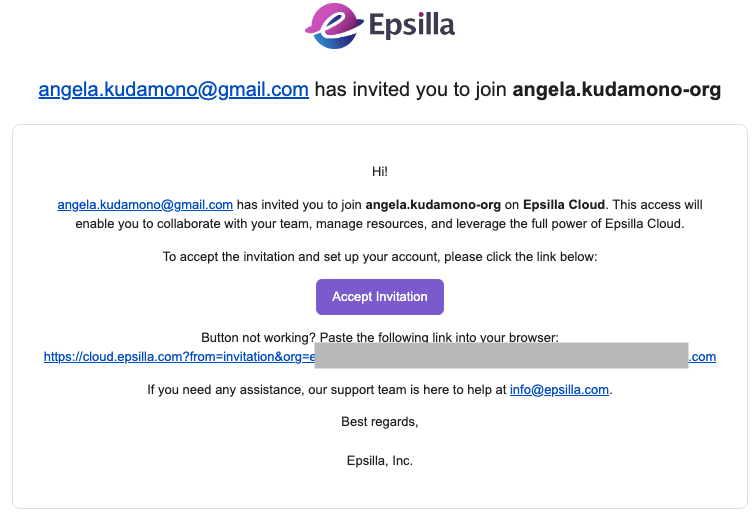 Epsilla
angela.kudamono@gmail.com has invited you to join angela.kudamono-org
Hi!
angela.kudamono@gmail.com has invited you to join angela.kudamono-org on Epsilla Cloud. This access will
enable you to collaborate with your team, manage resources, and leverage the full power of Epsilla Cloud.
To accept the invitation and set up your account, please click the link below:
Accept Invitation
Button not working? Paste the following link into your browser:
https://cloud.epsilla.com?from=invitation&org=e .com
If you need any assistance, our support team is here to help at info@epsilla.com.
Best regards,
Epsilla, Inc.